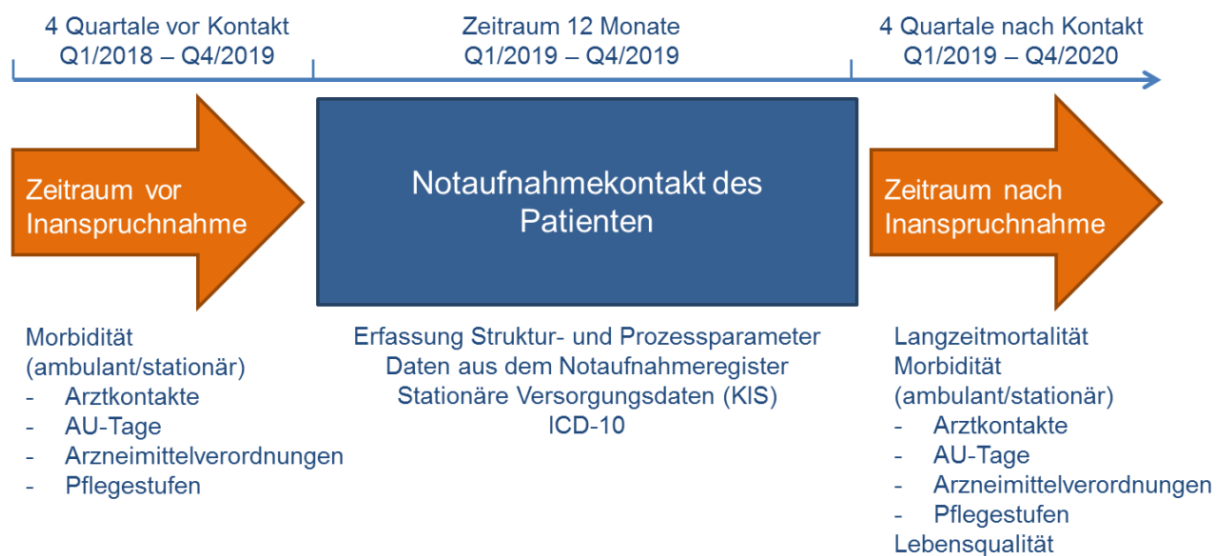 4 Quartale vor Kontakt
Q1/2018 – Q4/2019
Zeitraum 12 Monate
Q1/2019 – Q4/2019
4 Quartale nach Kontakt
Q1/2019 – Q4/2020
Zeitraum vor
Inanspruchnahme
Notaufnahmekontakt des
Patienten
Zeitraum nach
Inanspruchnahme
Morbidität
(ambulant/stationär)
- Arztkontakte
- AU-Tage
- Arzneimittelverordnungen
- Pflegestufen
Erfassung Struktur- und Prozessparameter
Daten aus dem Notaufnahmeregister
Stationäre Versorgungsdaten (KIS)
ICD-10
Langzeitmortalität
Morbidität
(ambulant/stationär)
- Arztkontakte
- AU-Tage
- Arzneimittelverordnungen
- Pflegestufen
Lebensqualität